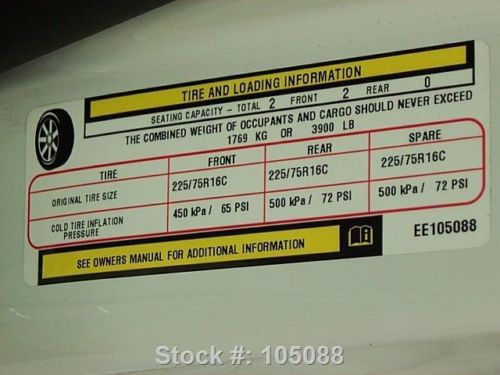 TIRE AND LOADING INFORMATION
SEATING CAPACITY - TOTAL 2 FRONT 2 REAR 0
THE COMBINED WEIGHT OF OCCUPANTS AND CARGO SHOULD NEVER EXCEED
1769 KG OR 3900 LB
TIRE FRONT REAR SPARE
ORIGINAL TIRE SIZE 225/75R16C 225/75R16C 225/75R16C
COLD TIRE INFLATION PRESSURE 450 kPa / 65 PSI 500 kPa / 72 PSI 500 kPa / 72 PSI
SEE OWNERS MANUAL FOR ADDITIONAL INFORMATION
EE105088
Stock #: 105088